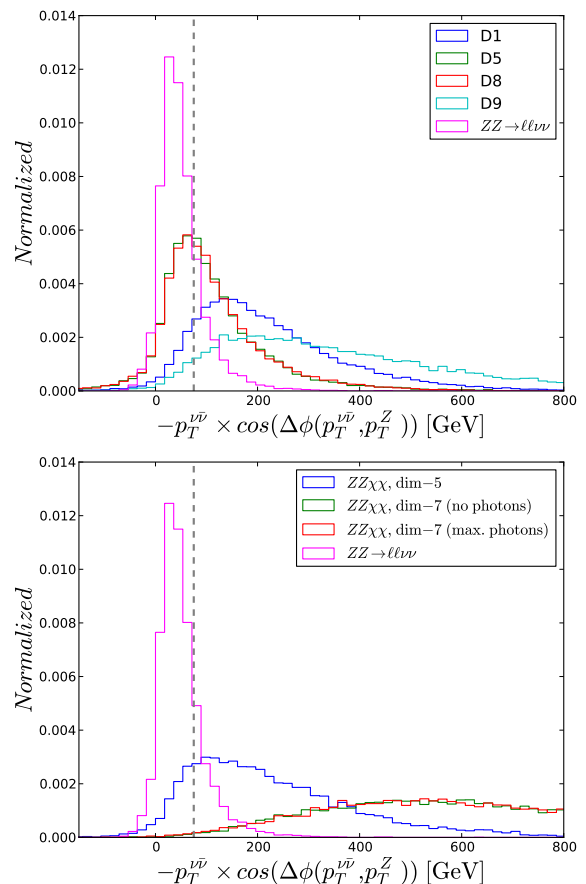 0.014
0.012
0.010
0.008
0.006
0.004
0.002
0.000
Normalized
D1
D5
D8
D9
ZZ→ℓℓνν
0 200 400 600 800
−p_T^{νν̄} × cos(Δϕ(p_T^{νν̄}, p_T^Z)) [GeV]
0.014
0.012
0.010
0.008
0.006
0.004
0.002
0.000
Normalized
ZZχχ, dim−5
ZZχχ, dim−7 (no photons)
ZZχχ, dim−7 (max. photons)
ZZ→ℓℓνν
0 200 400 600 800
−p_T^{νν̄} × cos(Δϕ(p_T^{νν̄}, p_T^Z)) [GeV]